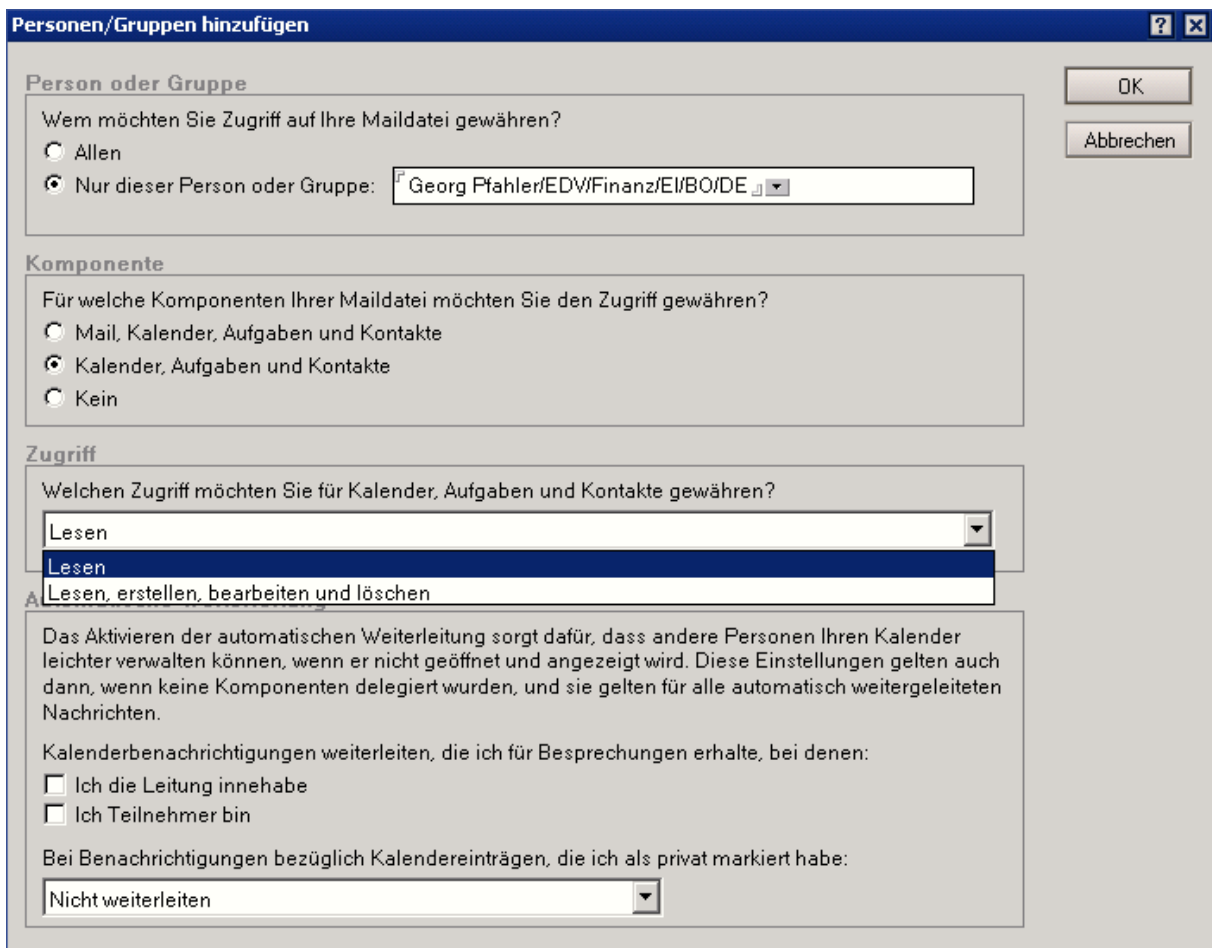 Personen/Gruppen hinzufügen
Person oder Gruppe
OK
Wem möchten Sie Zugriff auf Ihre Maildatei gewähren?
Abbrechen
Allen
Nur dieser Person oder Gruppe: Georg Pfahler/EDV/Finanz/EI/BO/DE
Komponente
Für welche Komponenten Ihrer Maildatei möchten Sie den Zugriff gewähren?
Mail, Kalender, Aufgaben und Kontakte
Kalender, Aufgaben und Kontakte
Kein
Zugriff
Welchen Zugriff möchten Sie für Kalender, Aufgaben und Kontakte gewähren?
Lesen
Lesen
Lesen, erstellen, bearbeiten und löschen
Das Aktivieren der automatischen Weiterleitung sorgt dafür, dass andere Personen Ihren Kalender
leichter verwalten können, wenn er nicht geöffnet und angezeigt wird. Diese Einstellungen gelten auch
dann, wenn keine Komponenten delegiert wurden, und sie gelten für alle automatisch weitergeleiteten
Nachrichten.
Kalenderbenachrichtigungen weiterleiten, die ich für Besprechungen erhalte, bei denen:
Ich die Leitung innehabe
Ich Teilnehmer bin
Bei Benachrichtigungen bezüglich Kalendereinträgen, die ich als privat markiert habe:
Nicht weiterleiten